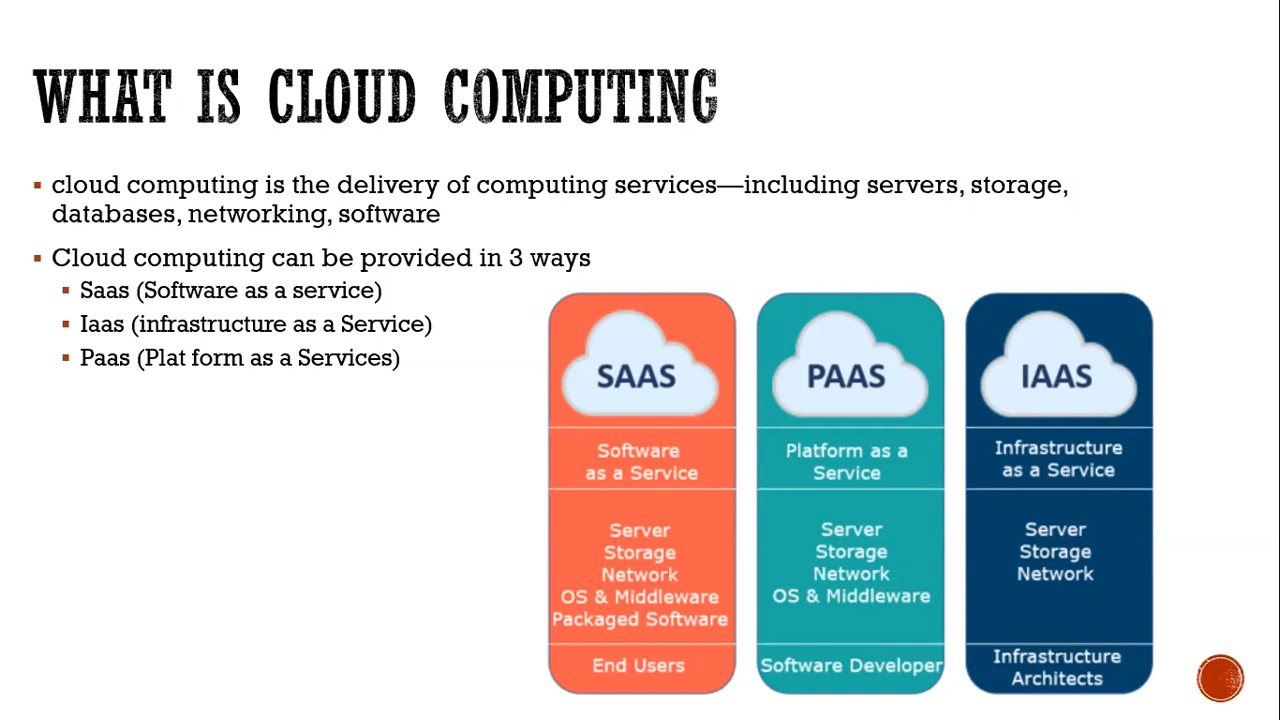 WHAT IS CLOUD COMPUTING
cloud computing is the delivery of computing services—including servers, storage,
databases, networking, software
Cloud computing can be provided in 3 ways
Saas (Software as a service)
Iaas (infrastructure as a Service)
Paas (Plat form as a Services)
SAAS
Software
as a Service
Server
Storage
Network
OS & Middleware
Packaged Software
End Users
PAAS
Platform as a
Service
Server
Storage
Network
OS & Middleware
Software Developer
IAAS
Infrastructure
as a Service
Server
Storage
Network
Infrastructure
Architects